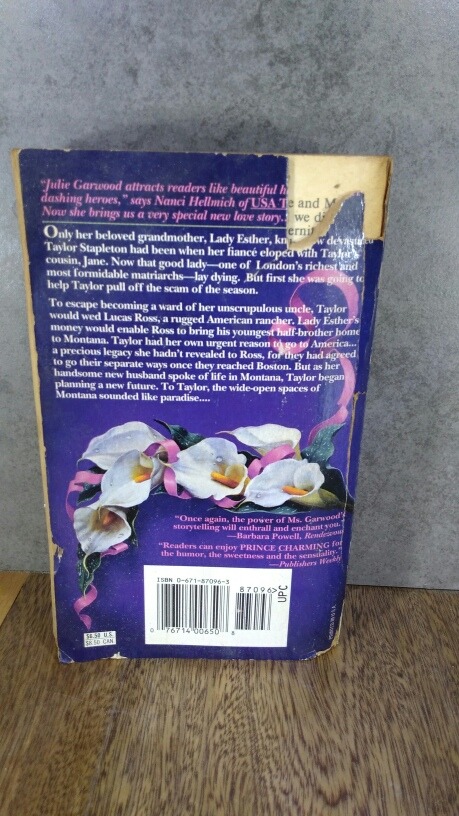 "Julie Garwood attracts readers like beautiful
dashing heroes," says Nanci Hellmich of USA
and
Now she brings us a very special new love story.
we
Only her beloved grandmother, Lady Esther,
Taylor Stapleton had been when her fiancé eloped with Taylor's
cousin, Jane. Now that good lady—one of London's richest and
most formidable matriarchs—lay dying. But first she was going to
help Taylor pull off the scam of the season.
To escape becoming a ward of her unscrupulous uncle, Taylor
would wed Lucas Ross, a rugged American rancher. Lady Esther's
money would enable Ross to bring his youngest half-brother home
to Montana. Taylor had her own urgent reason to go to America...
a precious legacy she hadn't revealed to Ross, for they had agreed
to go their separate ways once they reached Boston. But as her
handsome new husband spoke of life in Montana, Taylor began
planning a new future. To Taylor, the wide-open spaces of
Montana sounded like paradise....
"Once again, the power of Ms. Garwood's
storytelling will enthrall and enchant you."
—Barbara Powell, Rendezvous
"Readers can enjoy PRINCE CHARMING for
the humor, the sweetness and the sensuality."
—Publishers Weekly
ISBN 0-671-87096-3
87096>
UPC
0 76714 00650 8
$6.50 U.S.
$8.50 CAN.